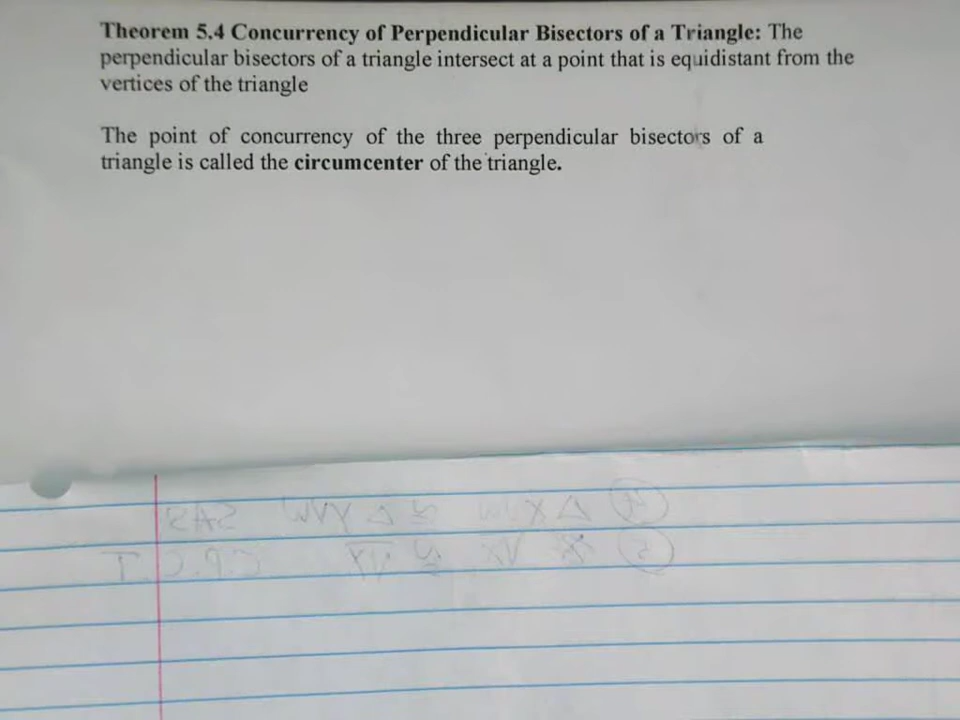 Theorem 5.4 Concurrency of Perpendicular Bisectors of a Triangle: The
perpendicular bisectors of a triangle intersect at a point that is equidistant from the
vertices of the triangle
The point of concurrency of the three perpendicular bisectors of a
triangle is called the circumcenter of the triangle.
SAS